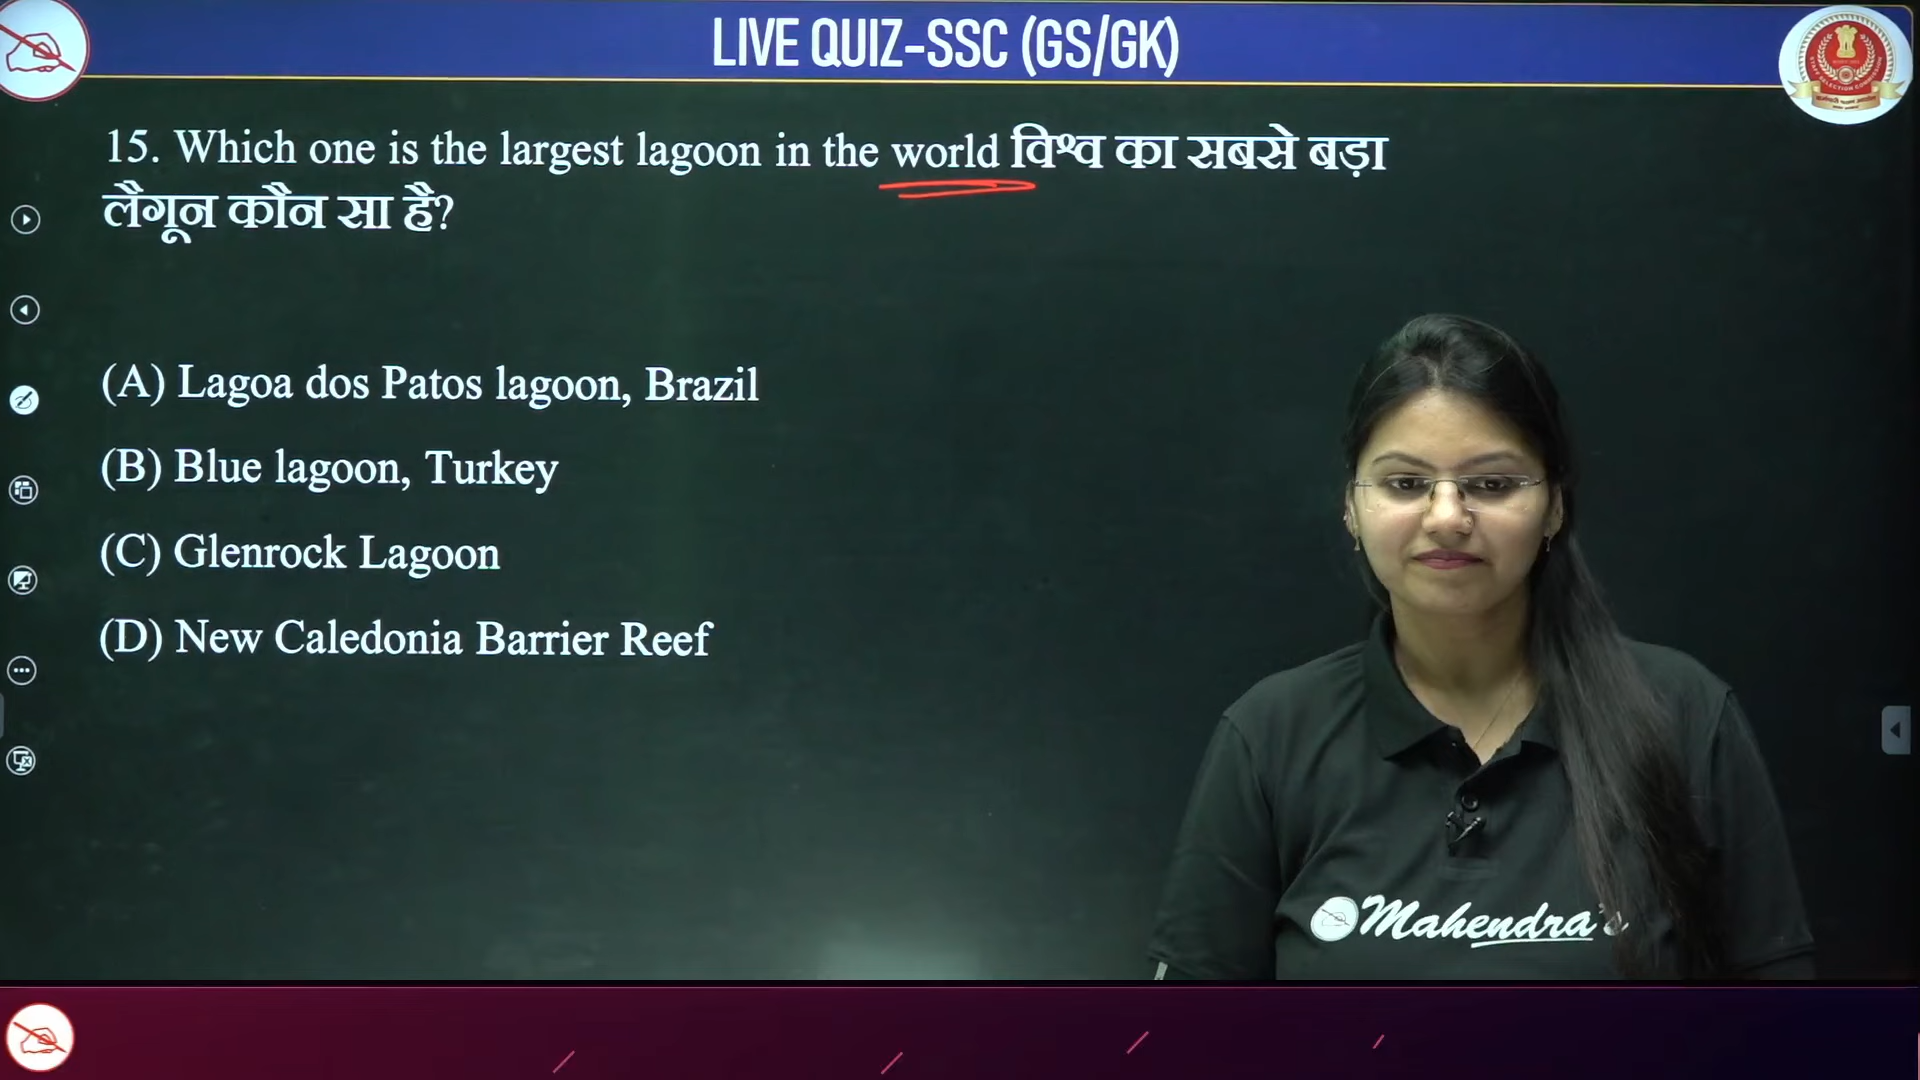 LIVE QUIZ-SSC (GS/GK)
15. Which one is the largest lagoon in the world विश्व का सबसे बड़ा
लैगून कौन सा है?
(A) Lagoa dos Patos lagoon, Brazil
(B) Blue lagoon, Turkey
(C) Glenrock Lagoon
(D) New Caledonia Barrier Reef
Mahendra's